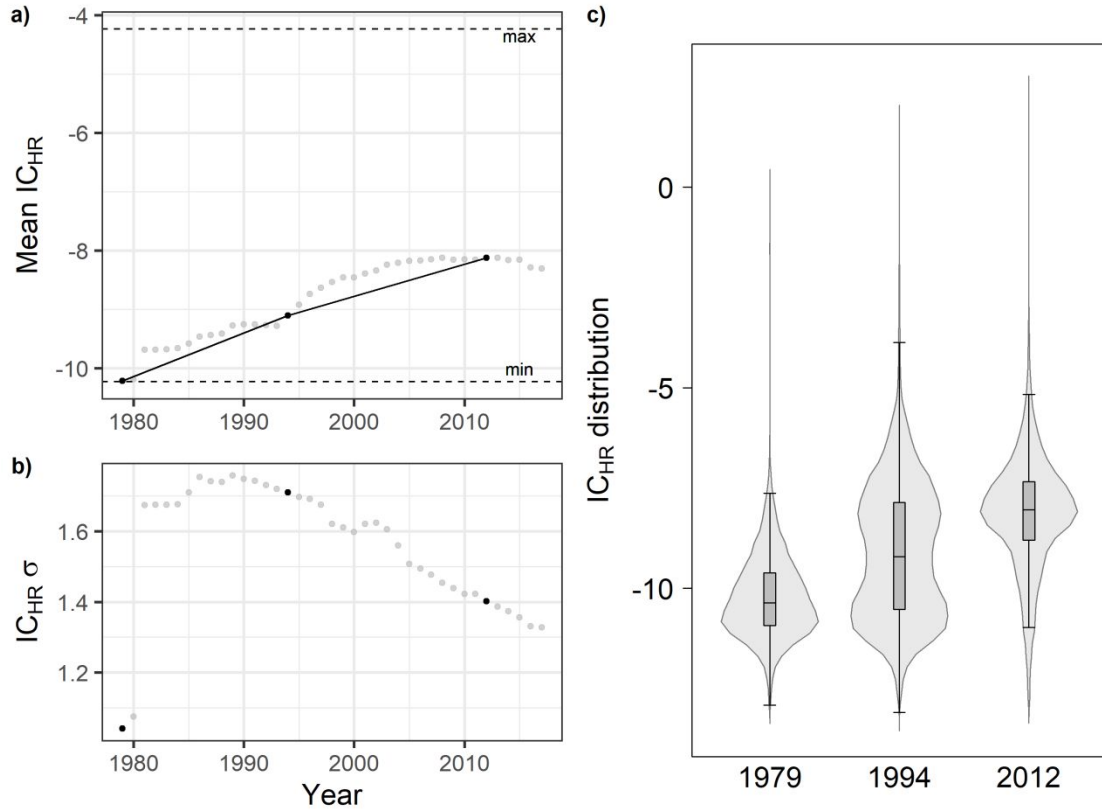 a)
-4
max
-6
Mean IC_HR
-8
min
-10
1980 1990 2000 2010
b)
1.6
IC_HR σ
1.4
1.2
1980 1990 2000 2010
Year
c)
0
IC_HR distribution
-5
-10
1979 1994 2012